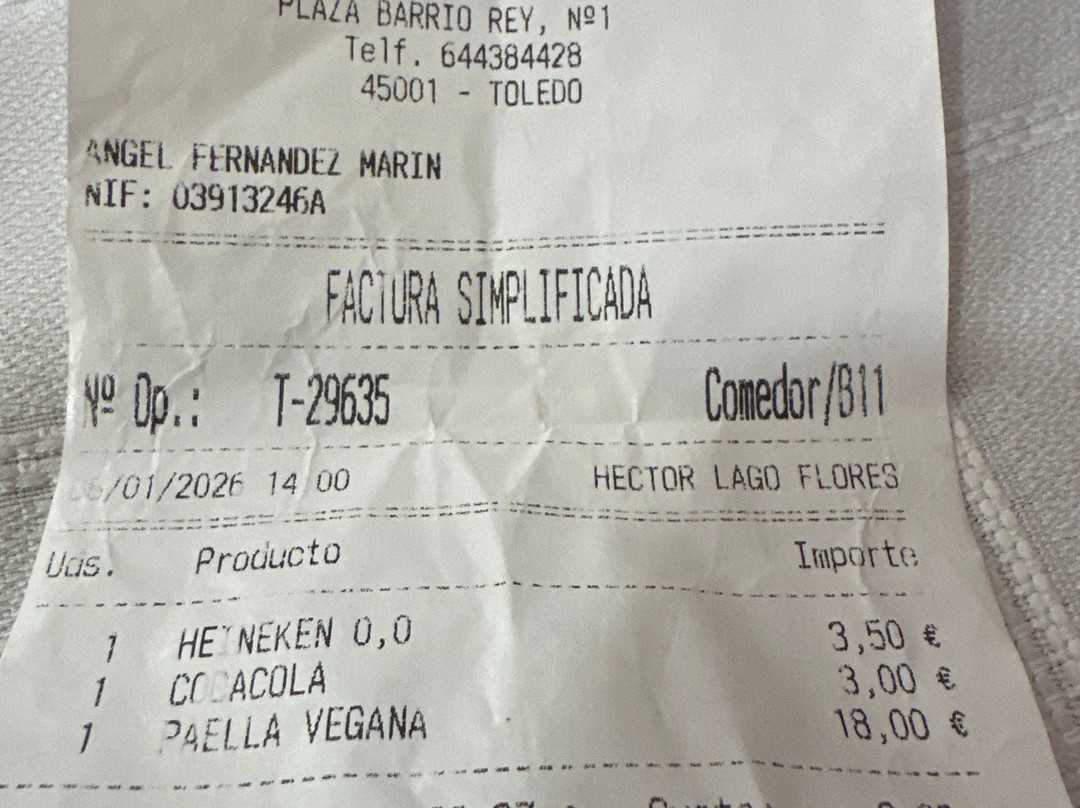 PLAZA BARRIO REY, Nº1
Telf. 644384428
45001 - TOLEDO
ANGEL FERNANDEZ MARIN
NIF: 03913246A
FACTURA SIMPLIFICADA
Nº Op.: T-29635 Comedor/B11
06/01/2026 14:00 HECTOR LAGO FLORES
Uds. Producto Importe
1 HEINEKEN 0,0 3,50 €
1 COCACOLA 3,00 €
1 PAELLA VEGANA 18,00 €